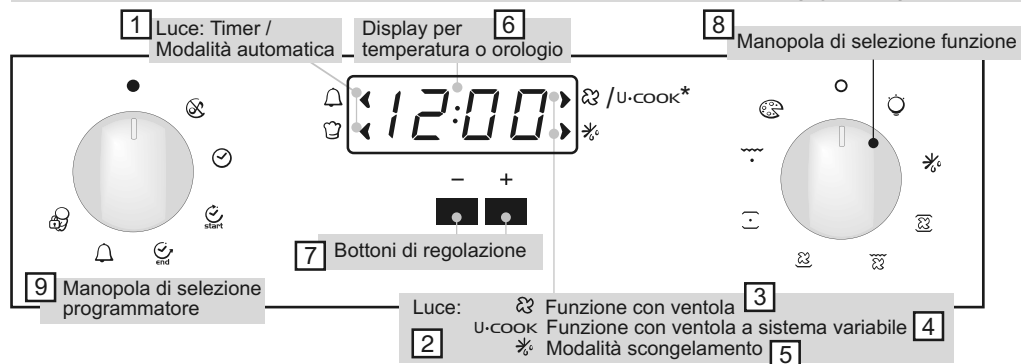 1 Luce: Timer /
Modalità automatica
Display per 6
temperatura o orologio
8 Manopola di selezione funzione
12:00
/U•COOK*
start
end
− +
7 Bottoni di regolazione
9 Manopola di selezione
programmatore
Luce: Funzione con ventola 3
2 U•COOK Funzione con ventola a sistema variabile 4
Modalità scongelamento 5